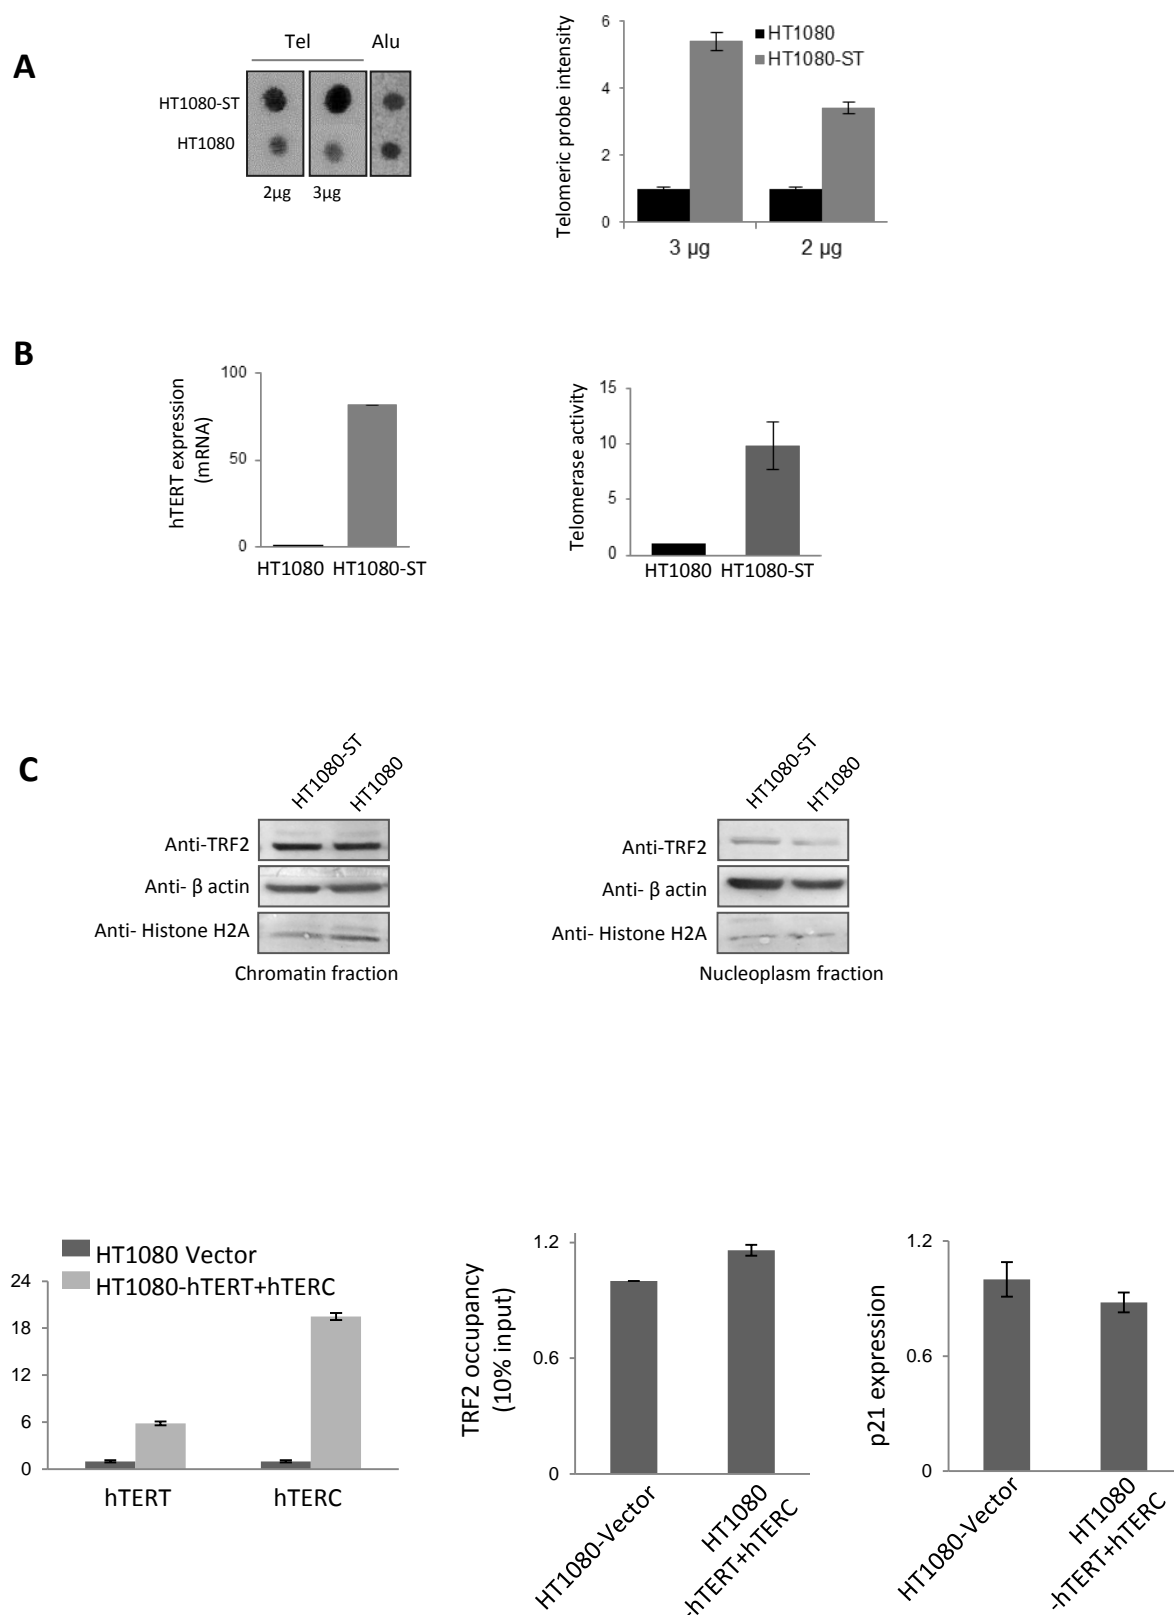 A
Tel Alu
HT1080-ST
HT1080
2µg 3µg
Telomeric probe intensity
6
4
2
0
HT1080
HT1080-ST
3 µg 2 µg
B
hTERT expression
(mRNA)
100
50
0
HT1080 HT1080-ST
Telomerase activity
15
10
5
0
HT1080 HT1080-ST
C
HT1080-ST HT1080
Anti-TRF2
Anti- β actin
Anti- Histone H2A
Chromatin fraction
HT1080-ST HT1080
Anti-TRF2
Anti- β actin
Anti- Histone H2A
Nucleoplasm fraction
HT1080 Vector
HT1080-hTERT+hTERC
24
18
12
6
0
hTERT hTERC
TRF2 occupancy
(10% input)
1.2
0.6
0
HT1080-Vector
HT1080
-hTERT+hTERC
p21 expression
1.2
0.6
0
HT1080-Vector
HT1080
-hTERT+hTERC